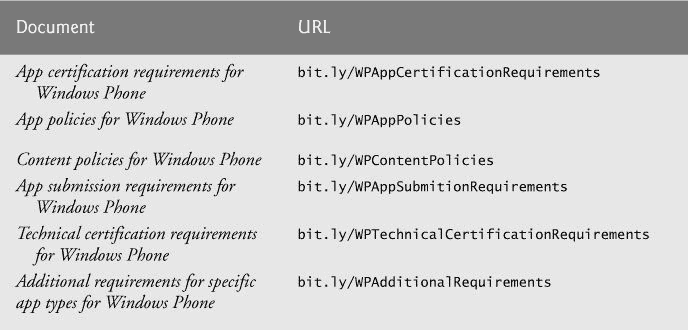 Document URL
App certification requirements for bit.ly/WPAppCertificationRequirements
Windows Phone
App policies for Windows Phone bit.ly/WPAppPolicies
Content policies for Windows Phone bit.ly/WPContentPolicies
App submission requirements for bit.ly/WPAppSubmitionRequirements
Windows Phone
Technical certification requirements bit.ly/WPTechnicalCertificationRequirements
for Windows Phone
Additional requirements for specific bit.ly/WPAdditionalRequirements
app types for Windows Phone